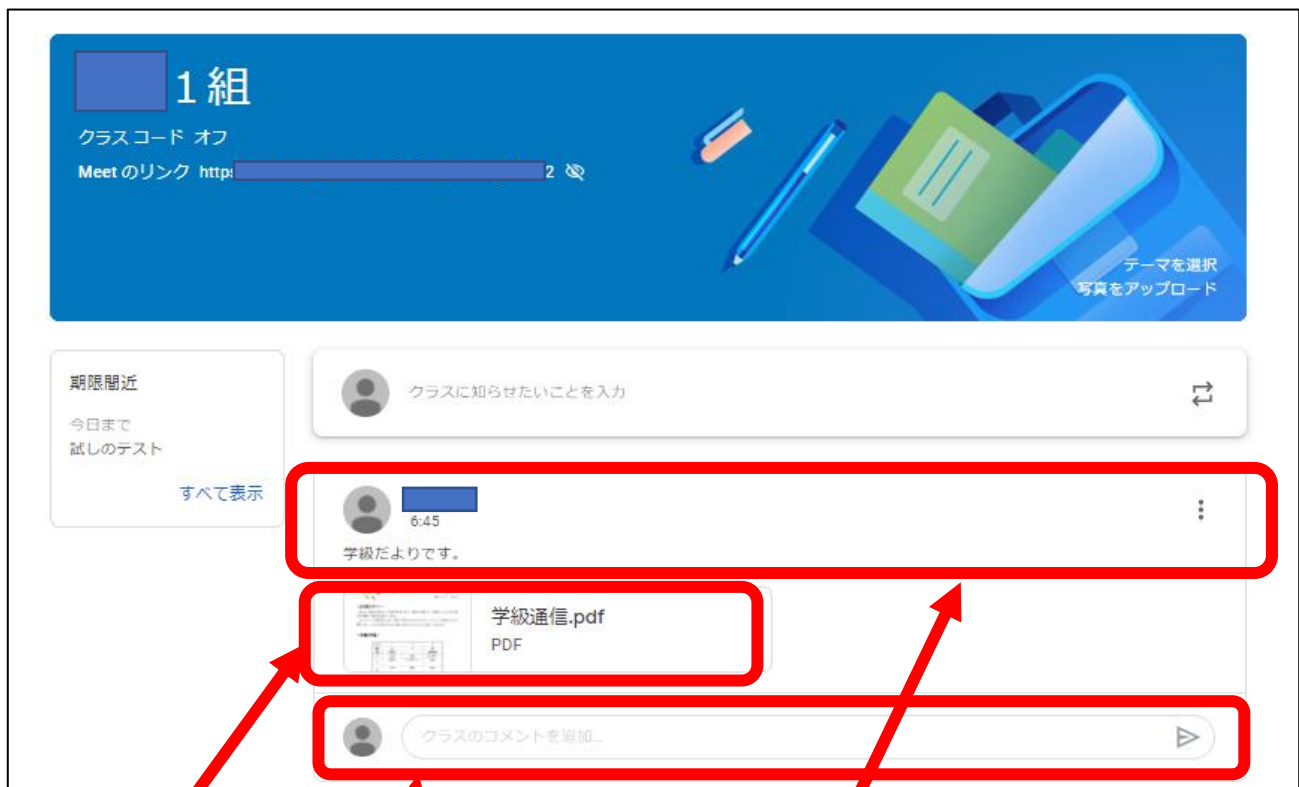 1組
クラス コード オフ
Meet のリンク http: 2
テーマを選択
写真をアップロード
期限間近
今日まで
試しのテスト
すべて表示
クラスに知らせたいことを入力
6:45
学級だよりです。
学級通信.pdf
PDF
クラスのコメントを追加…